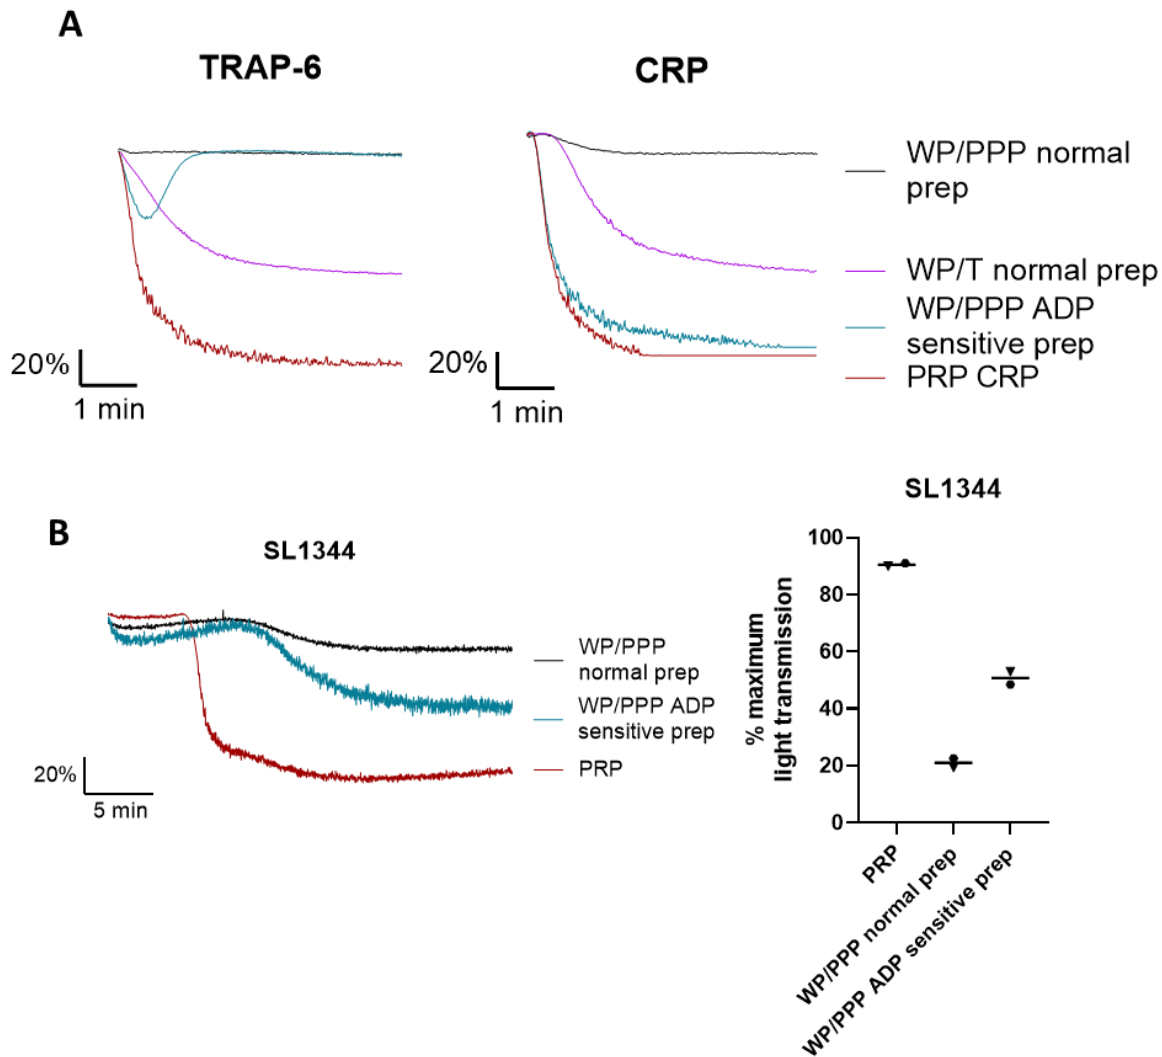 A
TRAP-6
CRP
WP/PPP normal
prep
WP/T normal prep
WP/PPP ADP
sensitive prep
PRP CRP
20%
1 min
20%
1 min
B
SL1344
WP/PPP
normal prep
WP/PPP ADP
sensitive prep
PRP
20%
5 min
SL1344
% maximum
light transmission
100
80
60
40
20
0
PRP
WP/PPP normal prep
WP/PPP ADP sensitive prep